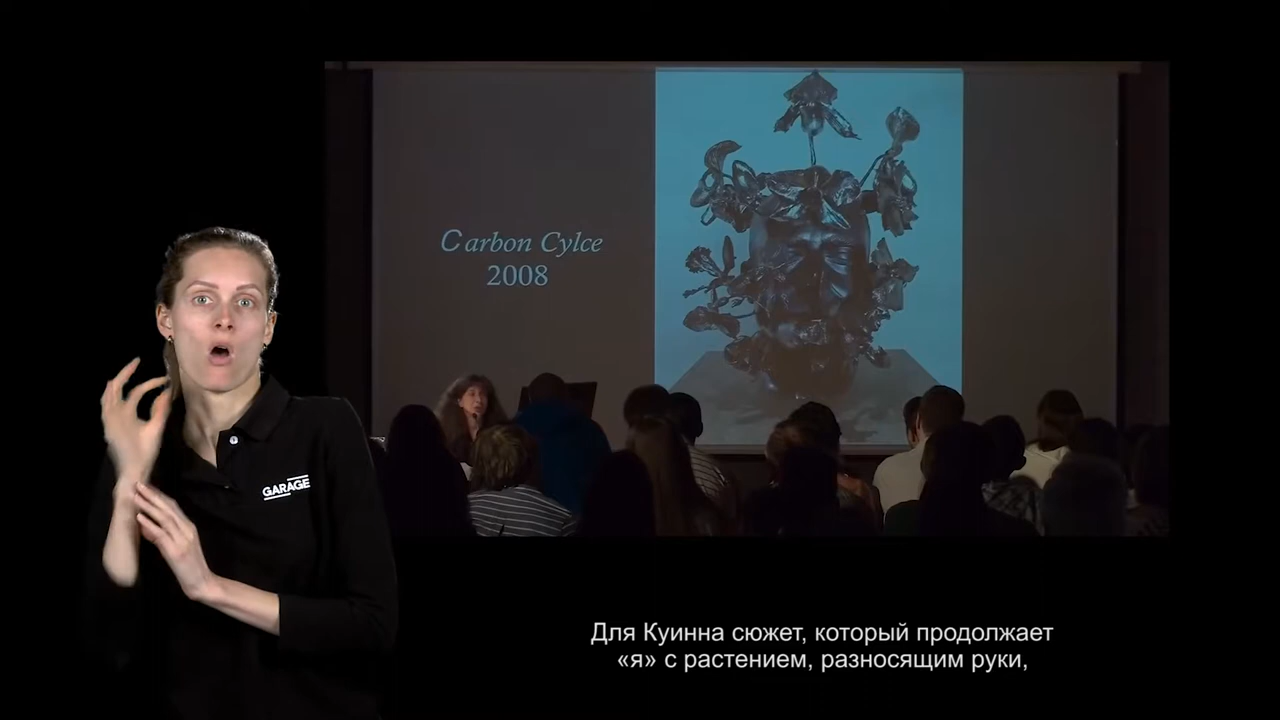 Carbon Cylce
2008
GARAGE
Для Куинна сюжет, который продолжает
«я» с растением, разносящим руки,